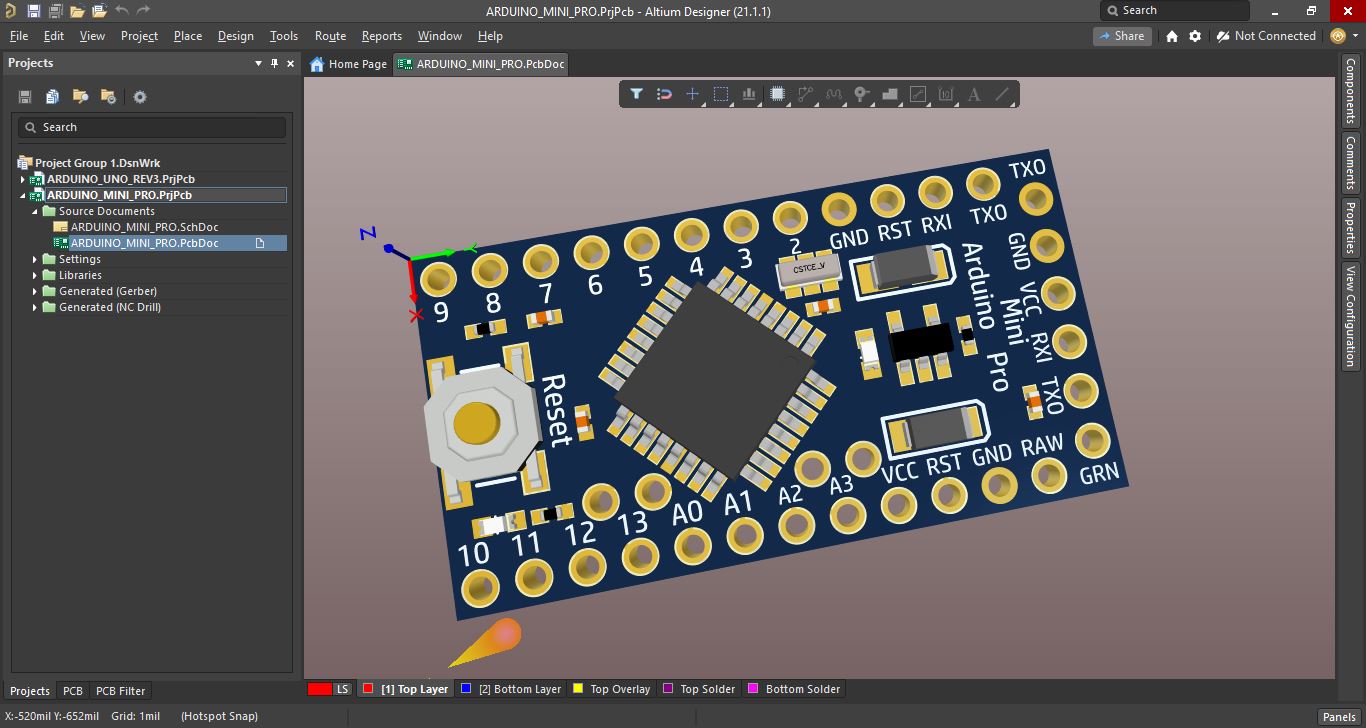 ARDUINO_MINI_PRO.PrjPcb - Altium Designer (21.1.1)
Search
File Edit View Project Place Design Tools Route Reports Window Help
Share
Not Connected
Projects
Home Page
ARDUINO_MINI_PRO.PcbDoc
Search
Project Group 1.DsnWrk
ARDUINO_UNO_REV3.PrjPcb
ARDUINO_MINI_PRO.PrjPcb
Source Documents
ARDUINO_MINI_PRO.SchDoc
ARDUINO_MINI_PRO.PcbDoc
Settings
Libraries
Generated (Gerber)
Generated (NC Drill)
Components
Comments
Properties
View Configuration
Z
X
9 8 7 6 5 4 3 2 GND RST RXI TXO
TXO
GND
VCC
RXI
TXO
GRN
CSTCE_V
Arduino
Mini
Pro
Reset
10 11 12 13 A0 A1 A2 A3 VCC RST GND RAW
Projects PCB PCB Filter
LS
[1] Top Layer
[2] Bottom Layer
Top Overlay
Top Solder
Bottom Solder
X:-520mil Y:-652mil Grid: 1mil (Hotspot Snap)
Panels